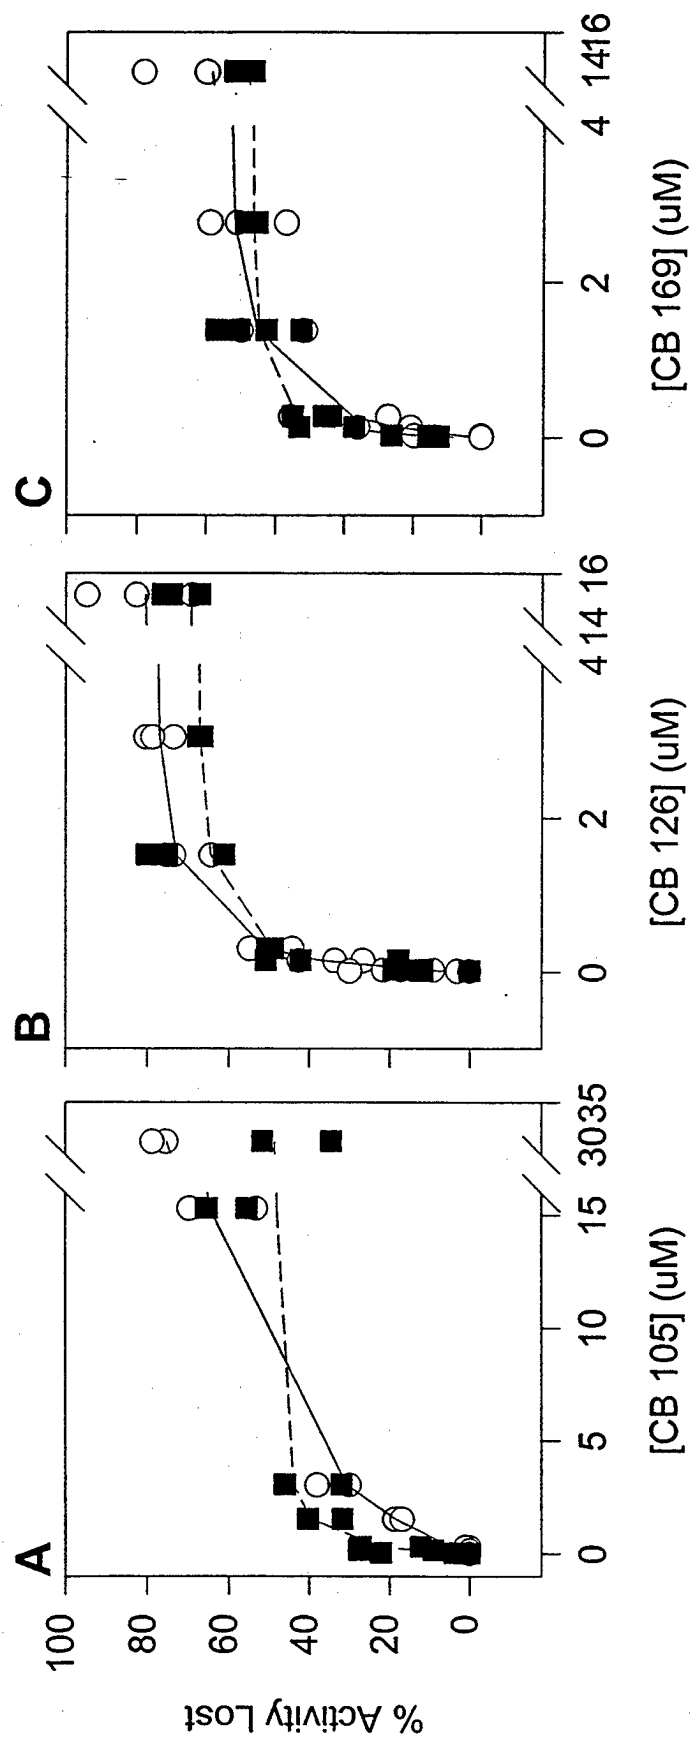 A
B
C
% Activity Lost
100
80
60
40
20
0
0 5 10 15 3035
[CB 105] (uM)
0 2 4 14 16
[CB 126] (uM)
0 2 4 1416
[CB 169] (uM)